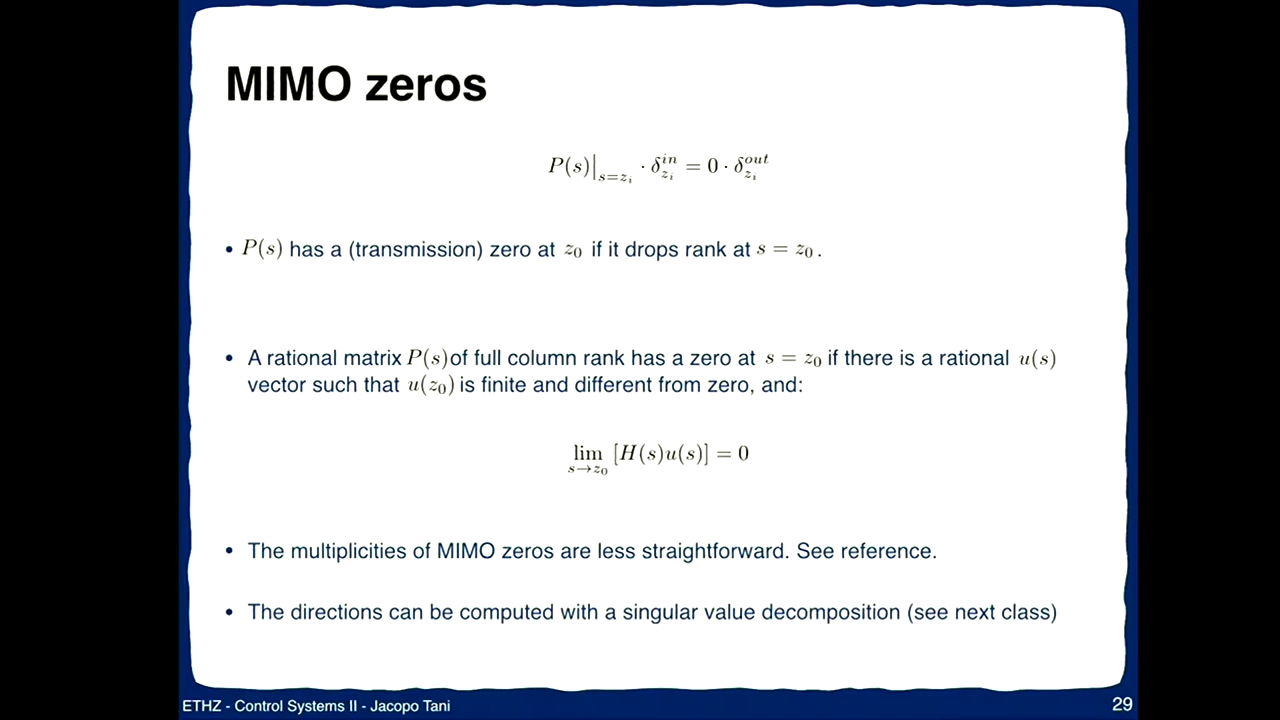 MIMO zeros
P(s)|_{s=z_i} · δ^{in}_{z_i} = 0 · δ^{out}_{z_i}
• P(s) has a (transmission) zero at z_0 if it drops rank at s = z_0 .
• A rational matrix P(s) of full column rank has a zero at s = z_0 if there is a rational u(s)
vector such that u(z_0) is finite and different from zero, and:
lim_{s→z_0} [H(s)u(s)] = 0
• The multiplicities of MIMO zeros are less straightforward. See reference.
• The directions can be computed with a singular value decomposition (see next class)
ETHZ - Control Systems II - Jacopo Tani
29